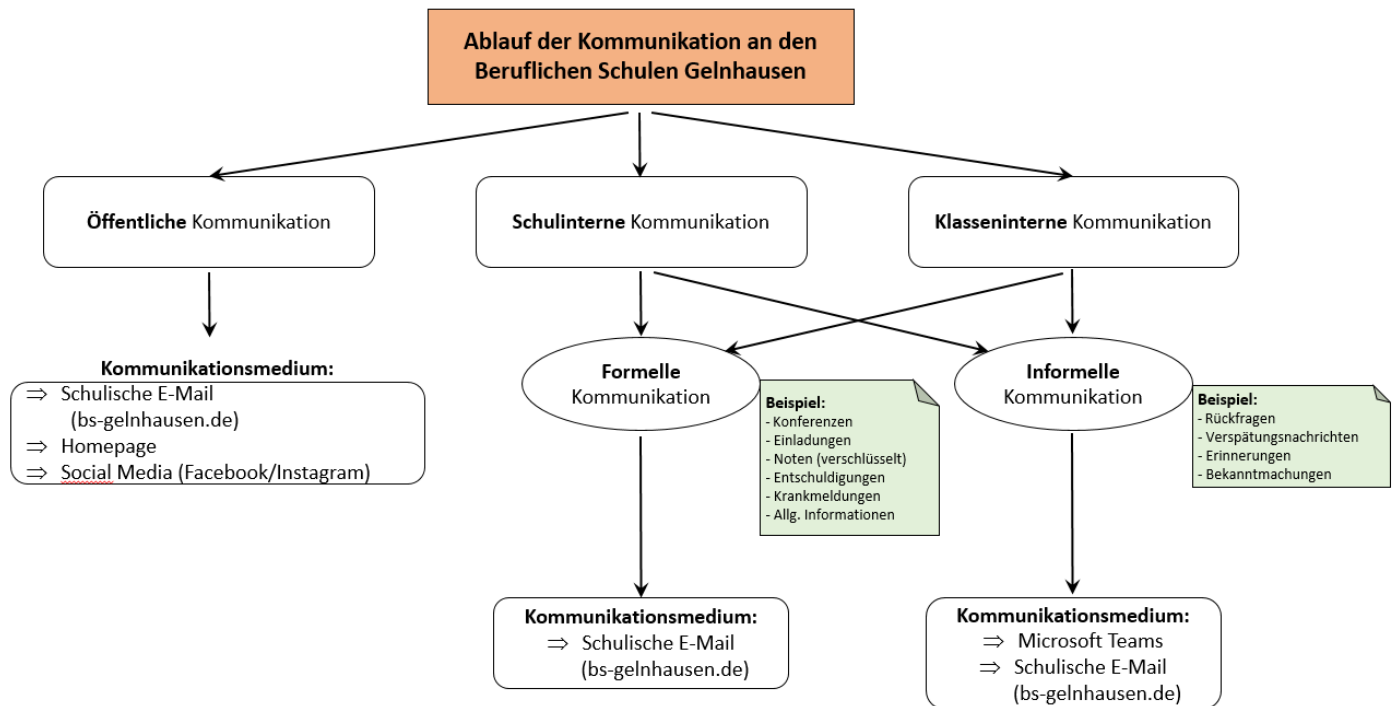 Ablauf der Kommunikation an den
Beruflichen Schulen Gelnhausen
Öffentliche Kommunikation
Schulinterne Kommunikation
Klasseninterne Kommunikation
Kommunikationsmedium:
⇒ Schulische E-Mail
(bs-gelnhausen.de)
⇒ Homepage
⇒ Social Media (Facebook/Instagram)
Formelle
Kommunikation
Beispiel:
- Konferenzen
- Einladungen
- Noten (verschlüsselt)
- Entschuldigungen
- Krankmeldungen
- Allg. Informationen
Informelle
Kommunikation
Beispiel:
- Rückfragen
- Verspätungsnachrichten
- Erinnerungen
- Bekanntmachungen
Kommunikationsmedium:
⇒ Schulische E-Mail
(bs-gelnhausen.de)
Kommunikationsmedium:
⇒ Microsoft Teams
⇒ Schulische E-Mail
(bs-gelnhausen.de)